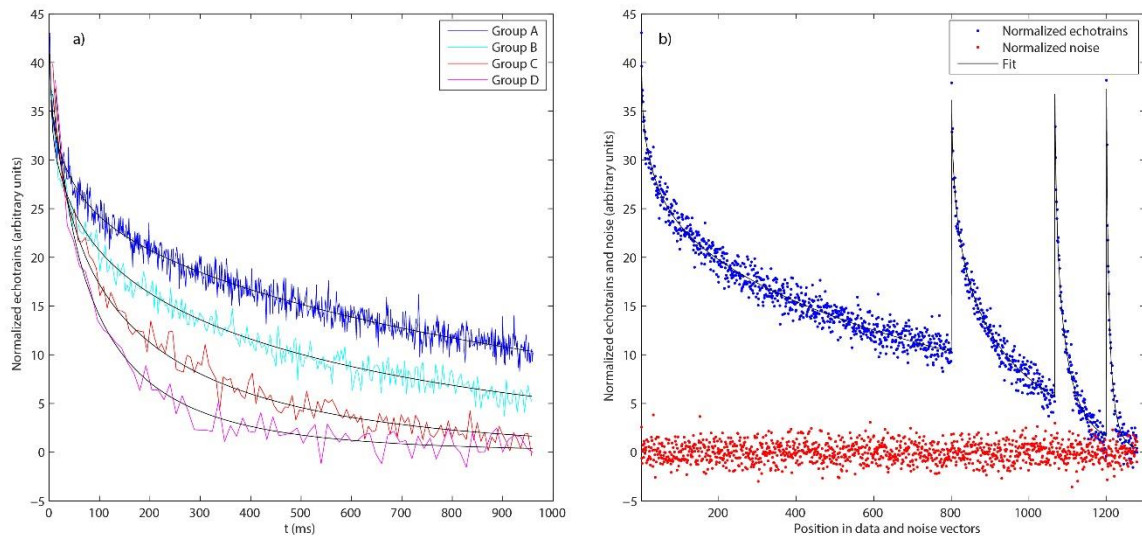 a)
Group A
Group B
Group C
Group D
45
40
35
30
25
20
15
10
5
0
−5
Normalized echotrains (arbitrary units)
0 100 200 300 400 500 600 700 800 900 1000
t (ms)
b)
Normalized echotrains
Normalized noise
Fit
45
40
35
30
25
20
15
10
5
0
−5
Normalized echotrains and noise (arbitrary units)
200 400 600 800 1000 1200
Position in data and noise vectors